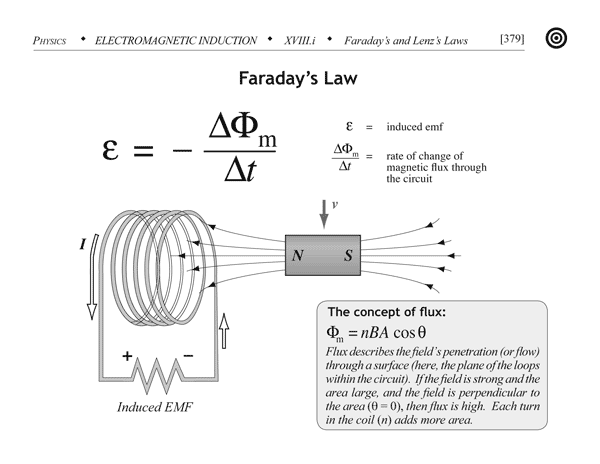 PHYSICS ◆ ELECTROMAGNETIC INDUCTION ◆ XVIII.i ◆ Faraday's and Lenz's Laws [379]
Faraday's Law
ε = − ΔΦm / Δt
ε = induced emf
ΔΦm / Δt = rate of change of
magnetic flux through
the circuit
v
I
N S
+ −
Induced EMF
The concept of flux:
Φm = nBA cos θ
Flux describes the field's penetration (or flow)
through a surface (here, the plane of the loops
within the circuit). If the field is strong and the
area large, and the field is perpendicular to
the area (θ = 0), then flux is high. Each turn
in the coil (n) adds more area.